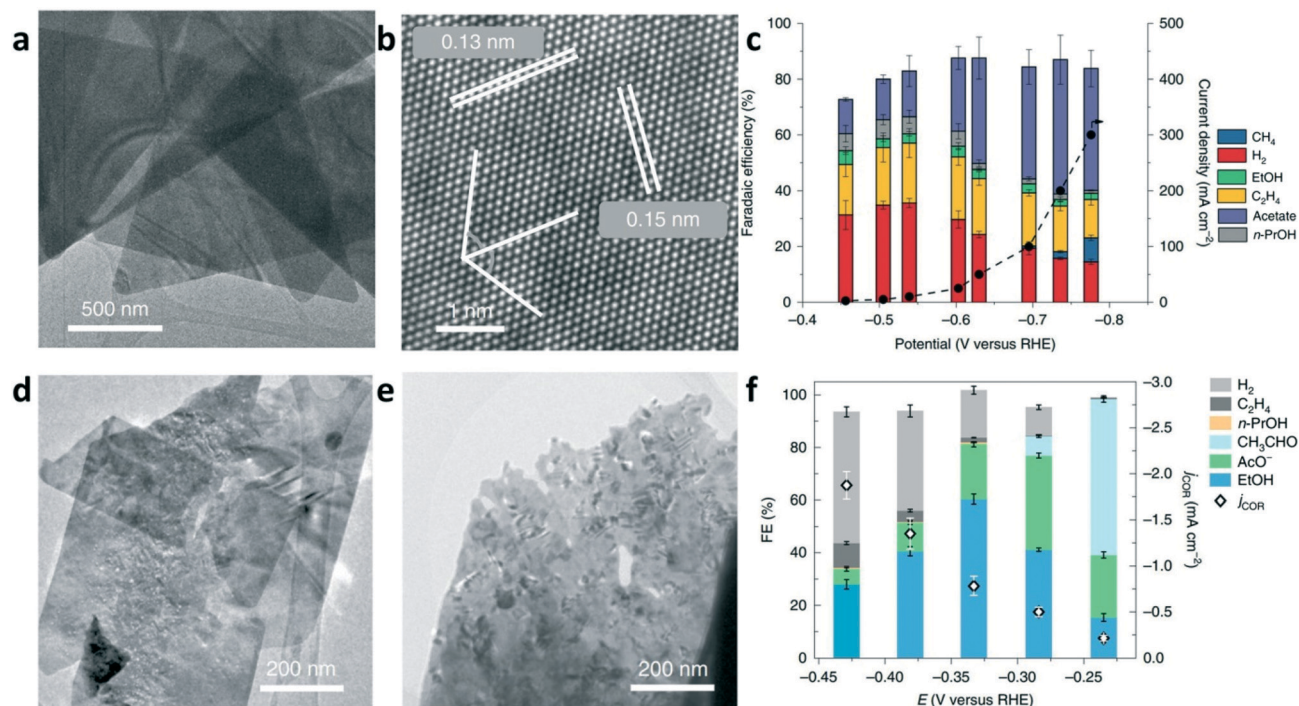 a
500 nm
b
0.13 nm
0.15 nm
1 nm
c
100
80
60
40
20
0
Faradaic efficiency (%)
−0.4
−0.5
−0.6
−0.7
−0.8
Potential (V versus RHE)
500
400
300
200
100
0
Current density (mA cm⁻²)
CH₄
H₂
EtOH
C₂H₄
Acetate
n-PrOH
d
200 nm
e
200 nm
f
100
80
60
40
20
0
FE (%)
−0.45
−0.40
−0.35
−0.30
−0.25
E (V versus RHE)
−3.0
−2.5
−2.0
−1.5
−1.0
−0.5
0.0
jCOR (mA cm⁻²)
H₂
C₂H₄
n-PrOH
CH₃CHO
AcO⁻
EtOH
jCOR